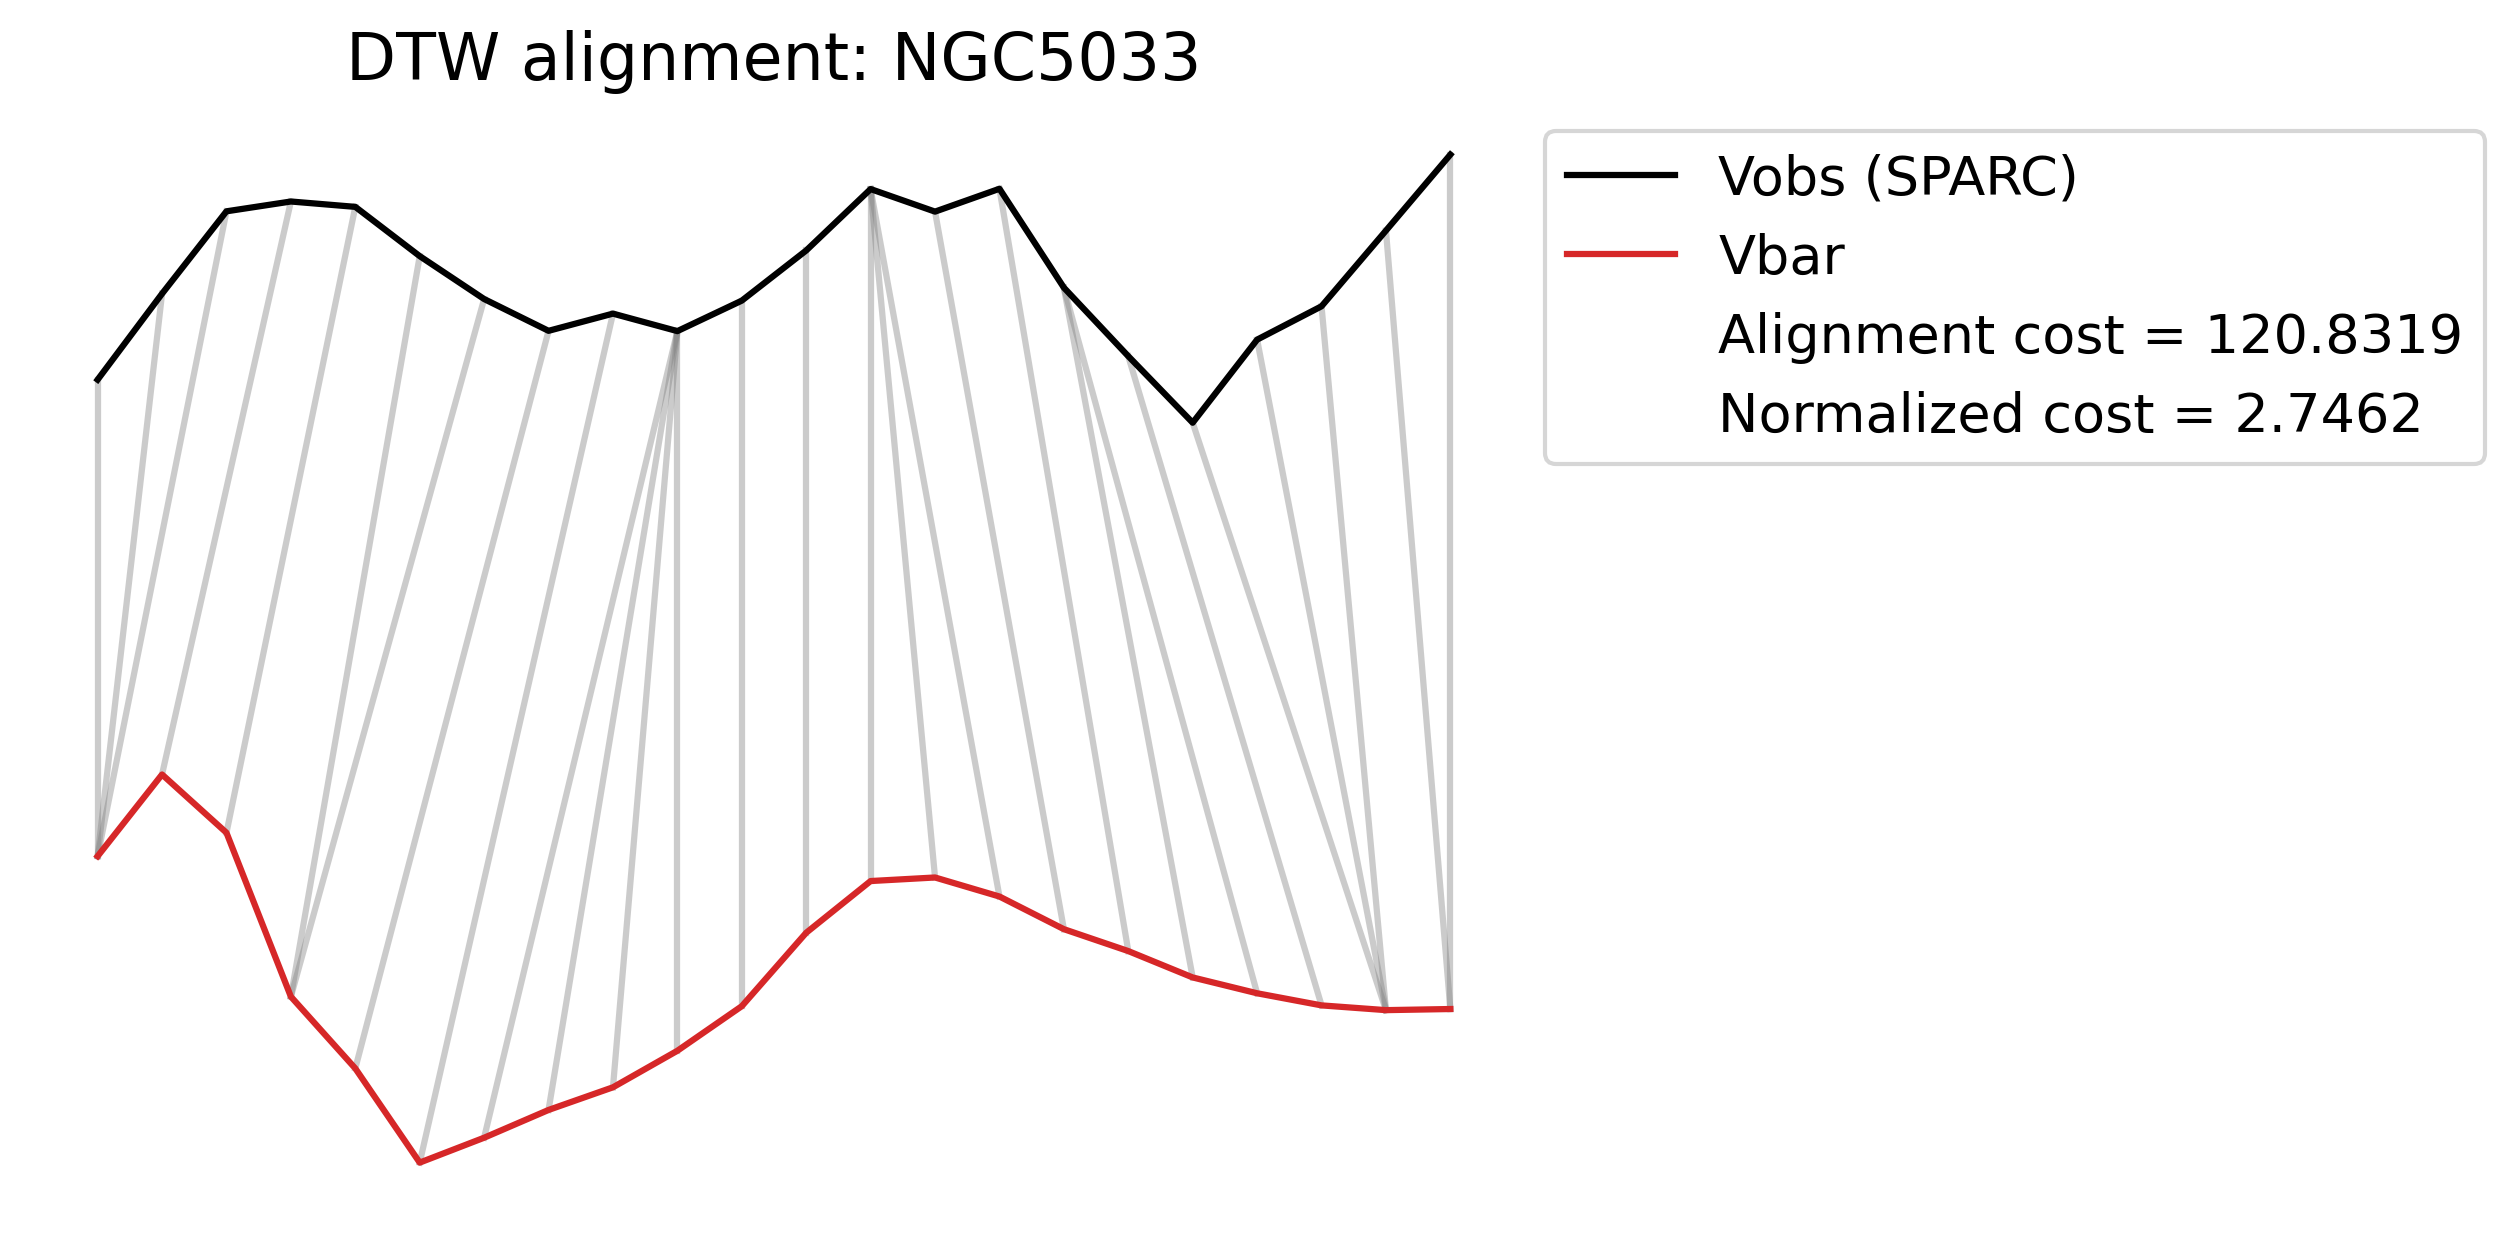 DTW alignment: NGC5033
Vobs (SPARC)
Vbar
Alignment cost = 120.8319
Normalized cost = 2.7462